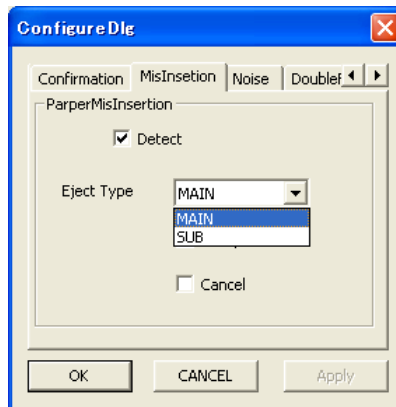 ConfigureDlg
Confirmation MisInsetion Noise DoubleF
ParperMisInsertion
Detect
Eject Type MAIN
MAIN
SUB
Cancel
OK CANCEL Apply